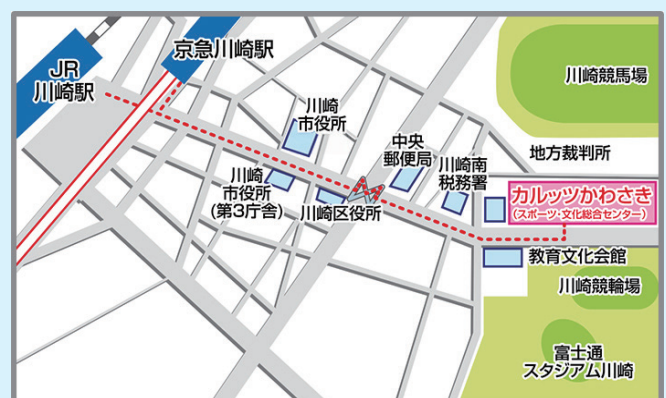 京急川崎駅
JR
川崎駅
川崎競馬場
川崎
市役所
中央
郵便局
地方裁判所
川崎南
税務署
川崎
市役所
(第3庁舎)
川崎区役所
カルッツかわさき
(スポーツ・文化総合センター)
教育文化会館
川崎競輪場
富士通
スタジアム川崎